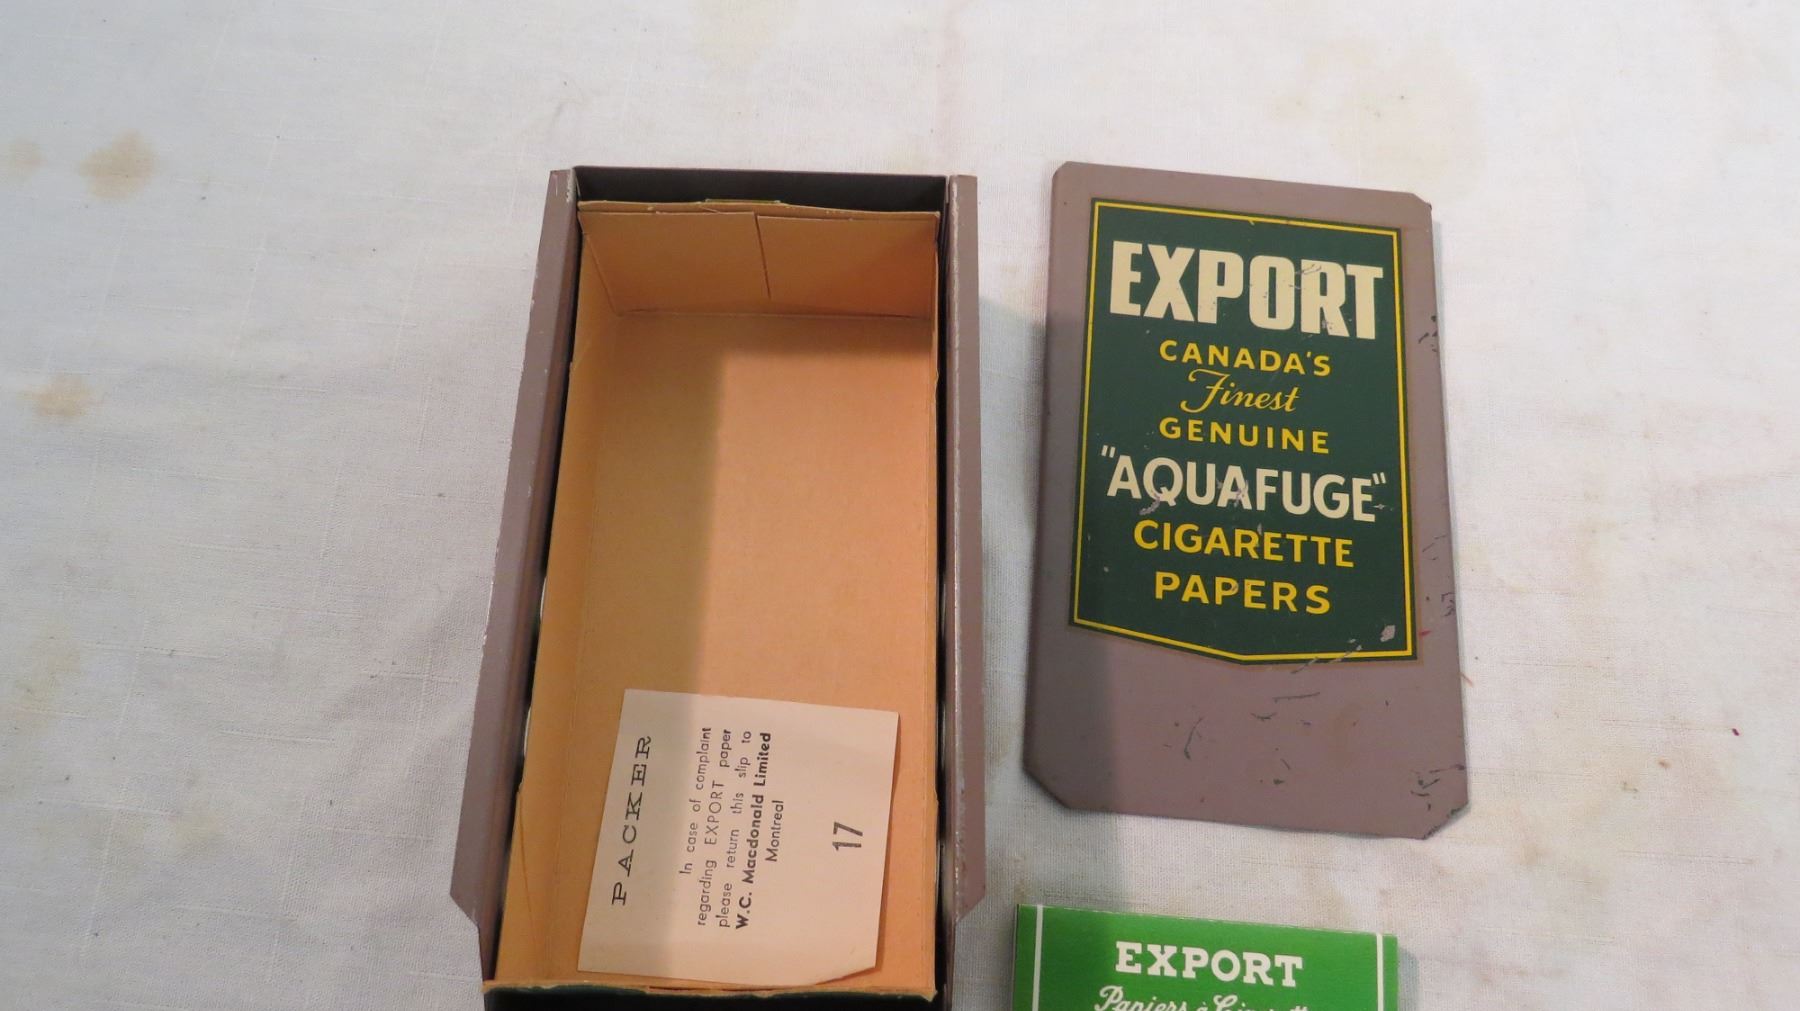 PACKER
In case of complaint
regarding EXPORT paper
please return this slip to
W.C. Macdonald Limited
Montreal
17
EXPORT
CANADA'S
Finest
GENUINE
"AQUAFUGE"
CIGARETTE
PAPERS
EXPORT
Papiers à